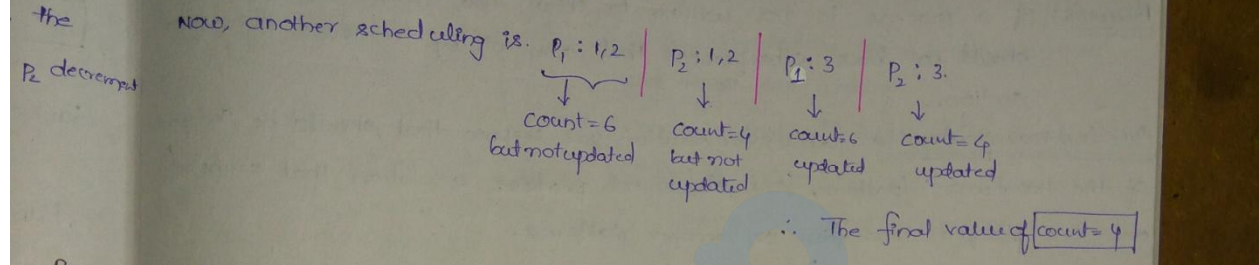 the
P₂ decrement
Now, another scheduling is. P₁ : 1,2 | P₂ : 1,2 | P₁ : 3 | P₂ : 3.
↓ ↓ ↓ ↓
count=6 count=4 count=6 count=4
but not updated but not updated updated
updated
∴ The final value of count=4